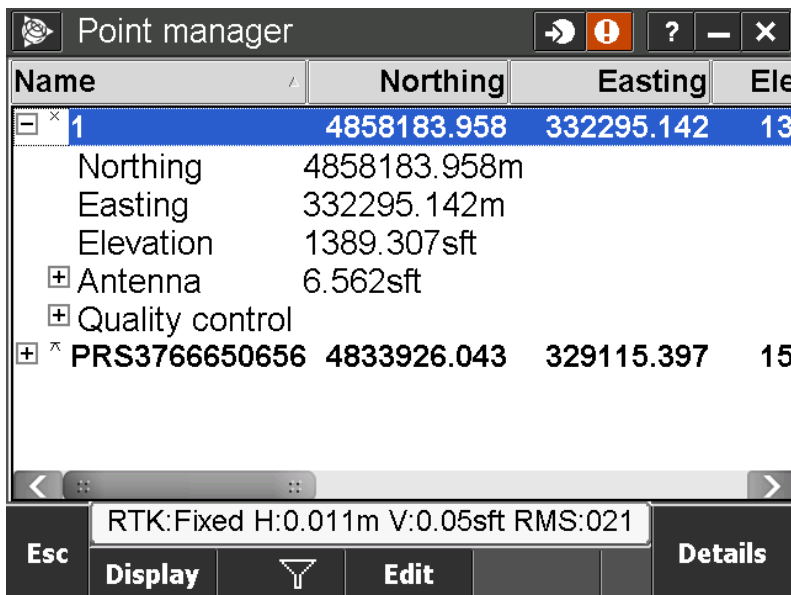 Point manager ?
Name Northing Easting Ele
1 4858183.958 332295.142 13
Northing 4858183.958m
Easting 332295.142m
Elevation 1389.307sft
Antenna 6.562sft
Quality control
PRS3766650656 4833926.043 329115.397 15
RTK:Fixed H:0.011m V:0.05sft RMS:021
Esc Display Edit Details